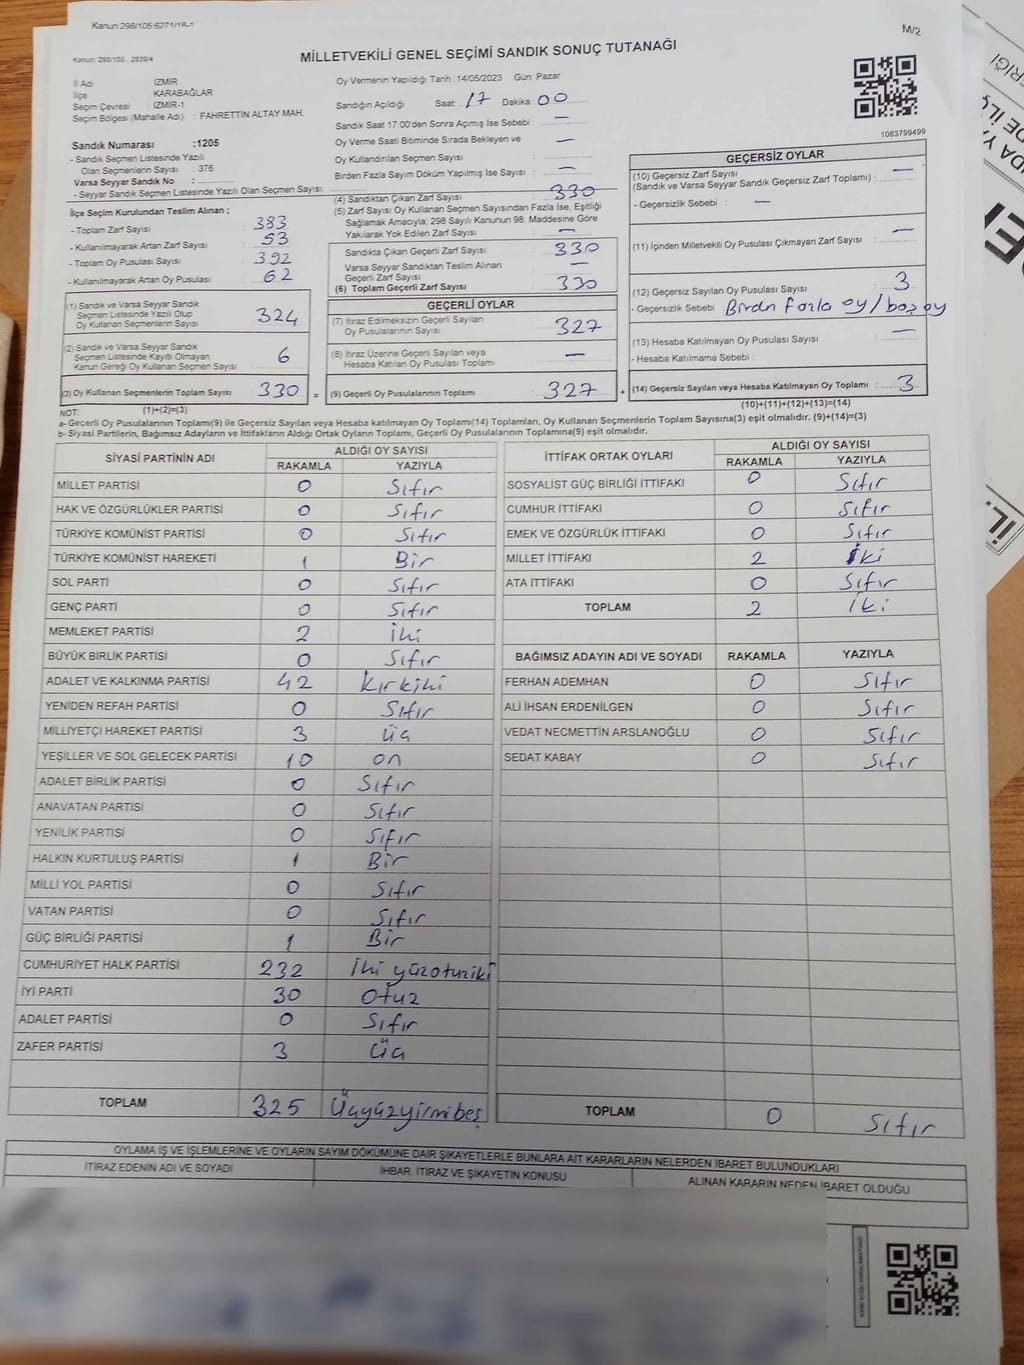 Kanun 298/105 6271/18-1
M/2
Kanun: 298/105 2839/4
MİLLETVEKİLİ GENEL SEÇİMİ SANDIK SONUÇ TUTANAĞI
İl Adı : İZMİR
İlçe : KARABAĞLAR
Seçim Çevresi : İZMİR-1
Seçim Bölgesi (Mahalle Adı) : FAHRETTİN ALTAY MAH.
Sandık Numarası :1205
- Sandık Seçmen Listesinde Yazılı
Olan Seçmenlerin Sayısı : 376
Varsa Seyyar Sandık No :
- Seyyar Sandık Seçmen Listesinde Yazılı Olan Seçmen Sayısı:
İlçe Seçim Kurulundan Teslim Alınan ;
- Toplam Zarf Sayısı : 383
- Kullanılmayarak Artan Zarf Sayısı : 53
- Toplam Oy Pusulası Sayısı : 392
- Kullanılmayarak Artan Oy Pusulası : 62
(1) Sandık ve Varsa Seyyar Sandık
Seçmen Listesinde Yazılı Olup
Oy Kullanan Seçmenlerin Sayısı : 324
(2) Sandık ve Varsa Seyyar Sandık
Seçmen Listesinde Kayıtlı Olmayan
Kanun Gereği Oy Kullanan Seçmen Sayısı : 6
(3) Oy Kullanan Seçmenlerin Toplam Sayısı : 330 =
(1)+(2)=(3)
Oy Vermenin Yapıldığı Tarih :14/05/2023 Gün: Pazar
Sandığın Açıldığı Saat: 17 Dakika 00
Sandık Saat 17:00'den Sonra Açımış İse Sebebi : —
Oy Verme Saati Bitiminde Sırada Bekleyen ve
Oy Kullandırılan Seçmen Sayısı : —
Birden Fazla Sayım Döküm Yapılmış İse Sayısı : —
(4) Sandıktan Çıkan Zarf Sayısı : 330
(5) Zarf Sayısı Oy Kullanan Seçmen Sayısından Fazla İse, Eşitliği
Sağlamak Amacıyla; 298 Sayılı Kanunun 98. Maddesine Göre
Yakılarak Yok Edilen Zarf Sayısı : —
Sandıkta Çıkan Geçerli Zarf Sayısı : 330
Varsa Seyyar Sandıktan Teslim Alınan
Geçerli Zarf Sayısı : —
(6) Toplam Geçerli Zarf Sayısı : 330
GEÇERLİ OYLAR
(7) İtiraz Edilmeksizin Geçerli Sayılan
Oy Pusulalarının Sayısı : 327
(8) İtiraz Üzerine Geçerli Sayılan veya
Hesaba Katılan Oy Pusulası Toplamı : —
(9) Geçerli Oy Pusulalarının Toplamı : 327 +
1083799499
GEÇERSİZ OYLAR
(10) Geçersiz Zarf Sayısı
(Sandık ve Varsa Seyyar Sandık Geçersiz Zarf Toplamı) : —
- Geçersizlik Sebebi : —
(11) İçinden Milletvekili Oy Pusulası Çıkmayan Zarf Sayısı : —
(12) Geçersiz Sayılan Oy Pusulası Sayısı : 3
- Geçersizlik Sebebi : Birden fazla oy/boş oy
(13) Hesaba Katılmayan Oy Pusulası Sayısı : —
- Hesaba Katılmama Sebebi :
(14) Geçersiz Sayılan veya Hesaba Katılmayan Oy Toplamı : 3
(10)+(11)+(12)+(13)=(14)
NOT:
a- Geçerli Oy Pusulalarının Toplamı(9) ile Geçersiz Sayılan veya Hesaba katılmayan Oy Toplamı(14) Toplamları, Oy Kullanan Seçmenlerin Toplam Sayısına(3) eşit olmalıdır. (9)+(14)=(3)
b- Siyasi Partilerin, Bağımsız Adayların ve İttifakların Aldığı Ortak Oyların Toplamı, Geçerli Oy Pusulalarının Toplamına(9) eşit olmalıdır.
SİYASİ PARTİNİN ADI ALDIĞI OY SAYISI
RAKAMLA YAZIYLA
MİLLET PARTİSİ 0 Sıfır
HAK VE ÖZGÜRLÜKLER PARTİSİ 0 Sıfır
TÜRKİYE KOMÜNİST PARTİSİ 0 Sıfır
TÜRKİYE KOMÜNİST HAREKETİ 1 Bir
SOL PARTİ 0 Sıfır
GENÇ PARTİ 0 Sıfır
MEMLEKET PARTİSİ 2 iki
BÜYÜK BİRLİK PARTİSİ 0 Sıfır
ADALET VE KALKINMA PARTİSİ 42 kırkiki
YENİDEN REFAH PARTİSİ 0 Sıfır
MİLLİYETÇİ HAREKET PARTİSİ 3 üç
YEŞİLLER VE SOL GELECEK PARTİSİ 10 on
ADALET BİRLİK PARTİSİ 0 Sıfır
ANAVATAN PARTİSİ 0 Sıfır
YENİLİK PARTİSİ 0 Sıfır
HALKIN KURTULUŞ PARTİSİ 1 Bir
MİLLİ YOL PARTİSİ 0 Sıfır
VATAN PARTİSİ 0 Sıfır
GÜÇ BİRLİĞİ PARTİSİ 1 Bir
CUMHURİYET HALK PARTİSİ 232 İki yüzotuziki
İYİ PARTİ 30 Otuz
ADALET PARTİSİ 0 Sıfır
ZAFER PARTİSİ 3 Üç
TOPLAM 325 Üçyüzyirmibeş
İTTİFAK ORTAK OYLARI ALDIĞI OY SAYISI
RAKAMLA YAZIYLA
SOSYALİST GÜÇ BİRLİĞİ İTTİFAKI 0 Sıfır
CUMHUR İTTİFAKI 0 Sıfır
EMEK VE ÖZGÜRLÜK İTTİFAKI 0 Sıfır
MİLLET İTTİFAKI 2 iki
ATA İTTİFAKI 0 Sıfır
TOPLAM 2 iki
BAĞIMSIZ ADAYIN ADI VE SOYADI RAKAMLA YAZIYLA
FERHAN ADEMHAN 0 Sıfır
ALİ İHSAN ERDENİLGEN 0 Sıfır
VEDAT NECMETTİN ARSLANOĞLU 0 Sıfır
SEDAT KABAY 0 Sıfır
TOPLAM 0 Sıfır
OYLAMA İŞ VE İŞLEMLERİNE VE OYLARIN SAYIM DÖKÜMÜNE DAİR ŞİKAYETLERLE BUNLARA AİT KARARLARIN NELERDEN İBARET BULUNDUKLARI
İTİRAZ EDENİN ADI VE SOYADI İHBAR, İTİRAZ VE ŞİKAYETİN KONUSU ALINAN KARARIN NEDEN İBARET OLDUĞU